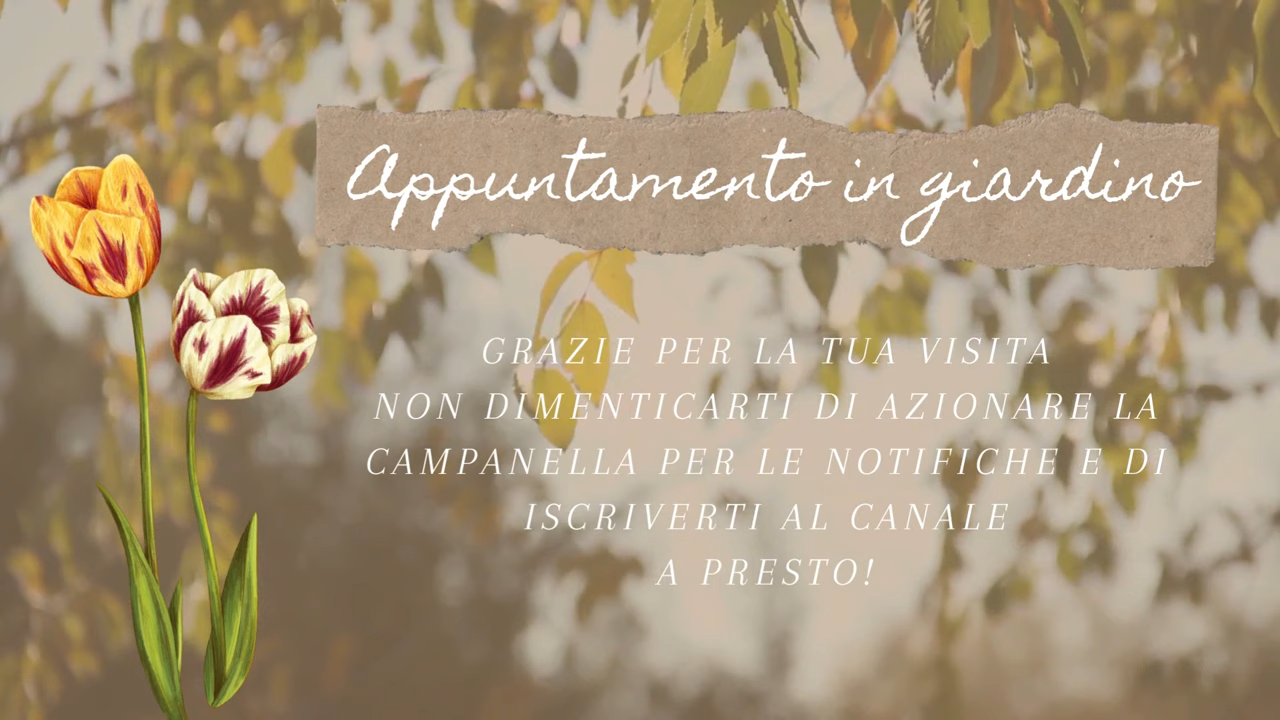 Appuntamento in giardino
GRAZIE PER LA TUA VISITA
NON DIMENTICARTI DI AZIONARE LA
CAMPANELLA PER LE NOTIFICHE E DI
ISCRIVERTI AL CANALE
A PRESTO!